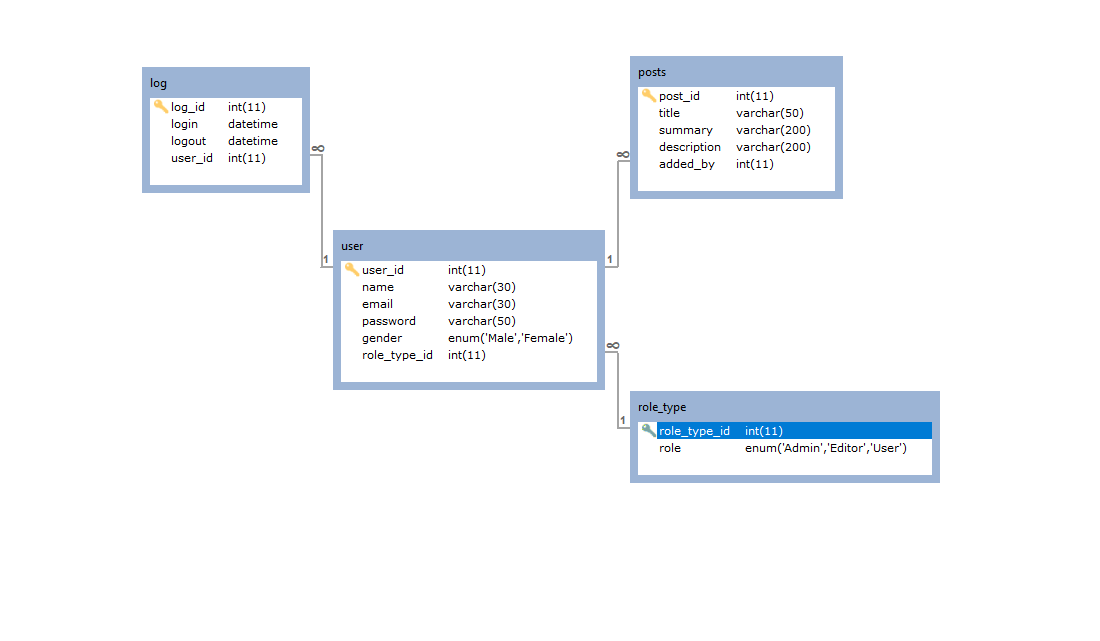 log
log_id int(11)
login datetime
logout datetime
user_id int(11)
∞
1
posts
post_id int(11)
title varchar(50)
summary varchar(200)
description varchar(200)
added_by int(11)
∞
1
user
user_id int(11)
name varchar(30)
email varchar(30)
password varchar(50)
gender enum('Male','Female')
role_type_id int(11)
∞
1
role_type
role_type_id int(11)
role enum('Admin','Editor','User')